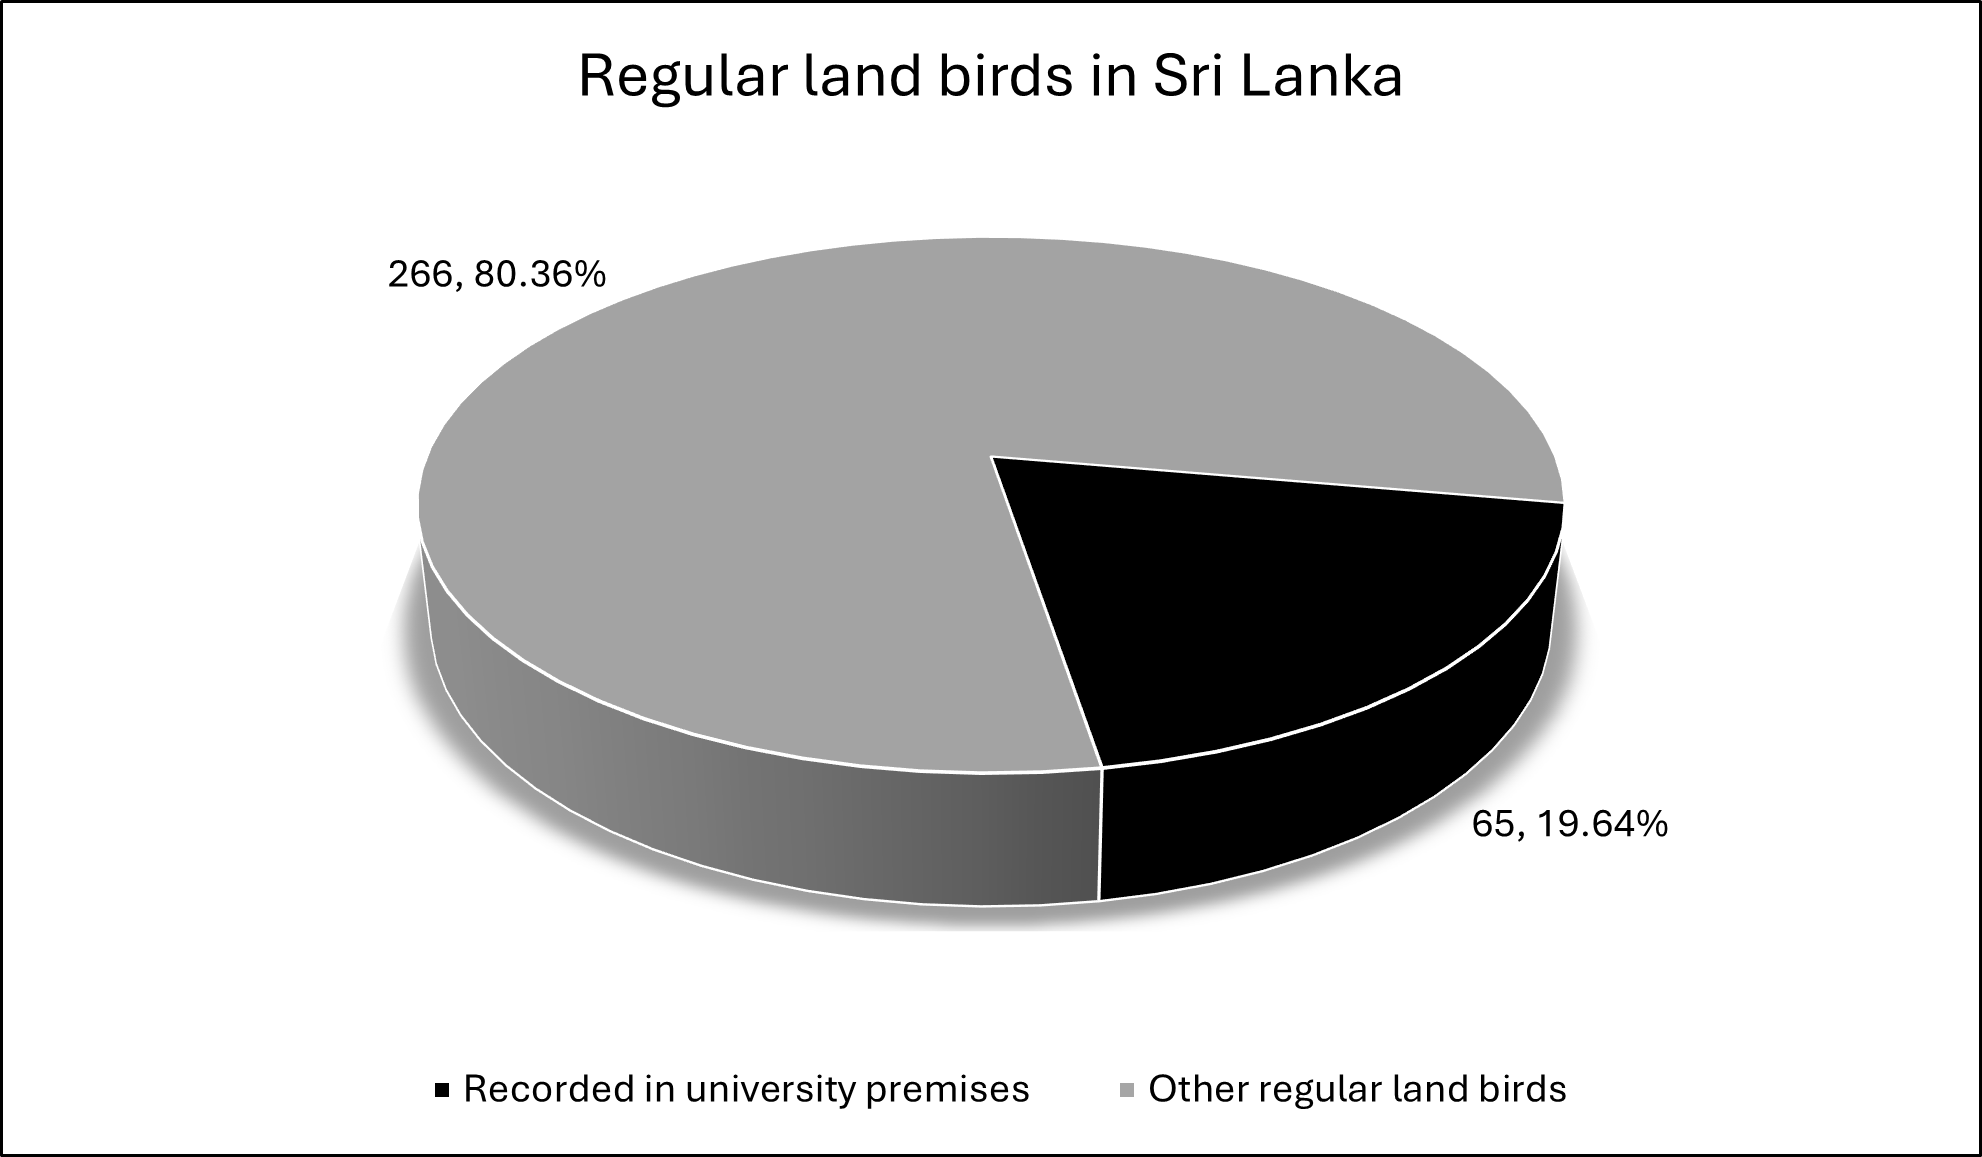 Regular land birds in Sri Lanka
266, 80.36%
65, 19.64%
Recorded in university premises
Other regular land birds